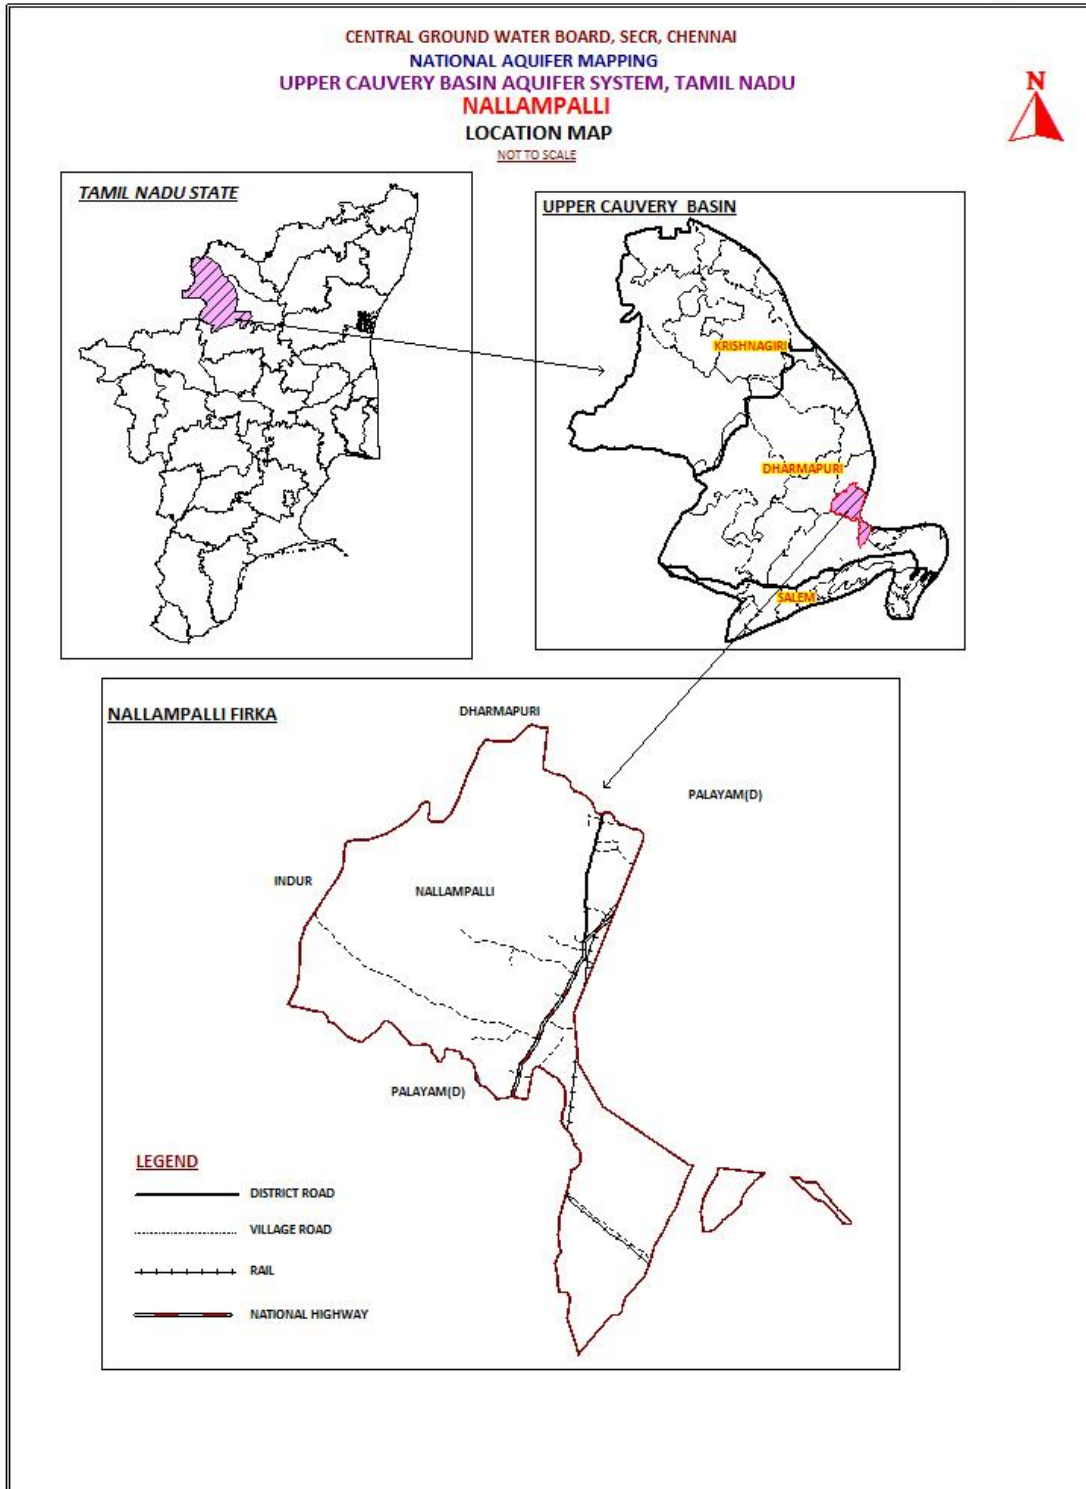 CENTRAL GROUND WATER BOARD, SECR, CHENNAI
NATIONAL AQUIFER MAPPING
UPPER CAUVERY BASIN AQUIFER SYSTEM, TAMIL NADU
NALLAMPALLI
LOCATION MAP
NOT TO SCALE
N
TAMIL NADU STATE
UPPER CAUVERY BASIN
KRISHNAGIRI
DHARMAPURI
SALEM
NALLAMPALLI FIRKA
DHARMAPURI
PALAYAM(D)
INDUR
NALLAMPALLI
PALAYAM(D)
LEGEND
DISTRICT ROAD
VILLAGE ROAD
RAIL
NATIONAL HIGHWAY